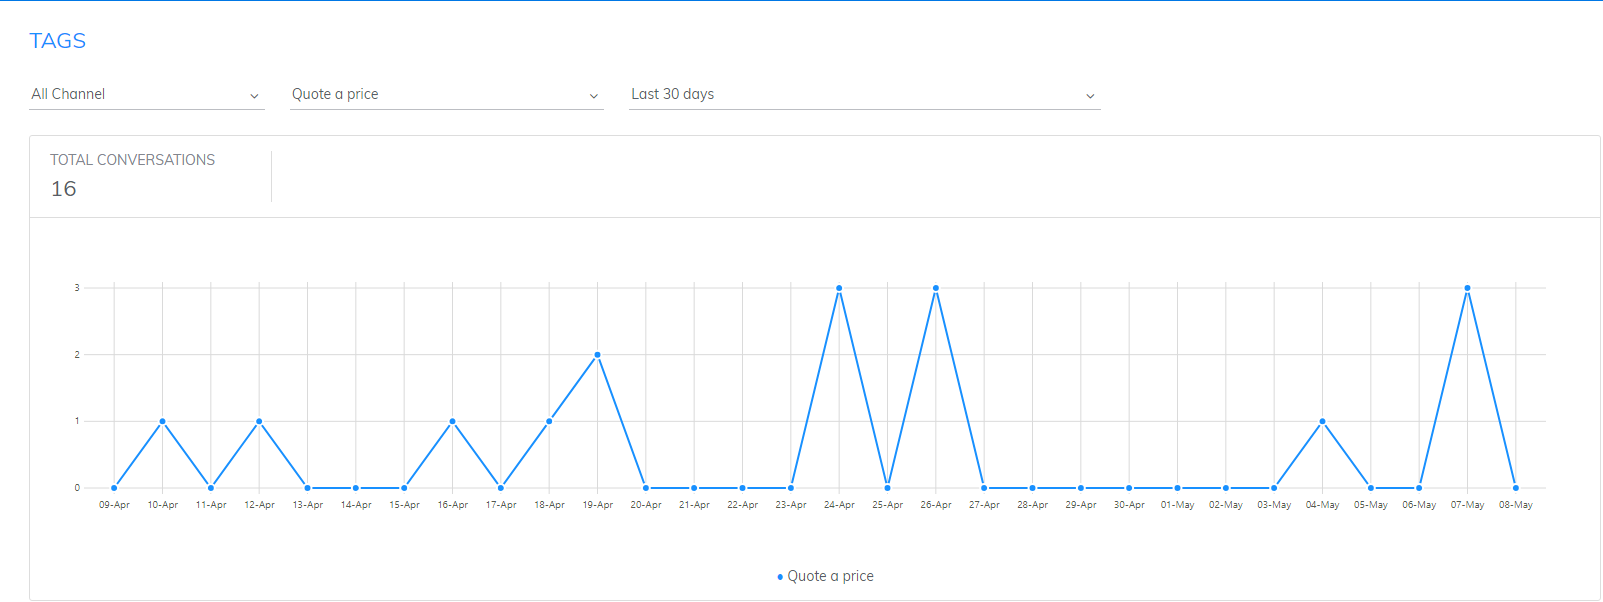 TAGS
All Channel Quote a price Last 30 days
TOTAL CONVERSATIONS
16
3
2
1
0
09-Apr 10-Apr 11-Apr 12-Apr 13-Apr 14-Apr 15-Apr 16-Apr 17-Apr 18-Apr 19-Apr 20-Apr 21-Apr 22-Apr 23-Apr 24-Apr 25-Apr 26-Apr 27-Apr 28-Apr 29-Apr 30-Apr 01-May 02-May 03-May 04-May 05-May 06-May 07-May 08-May
Quote a price